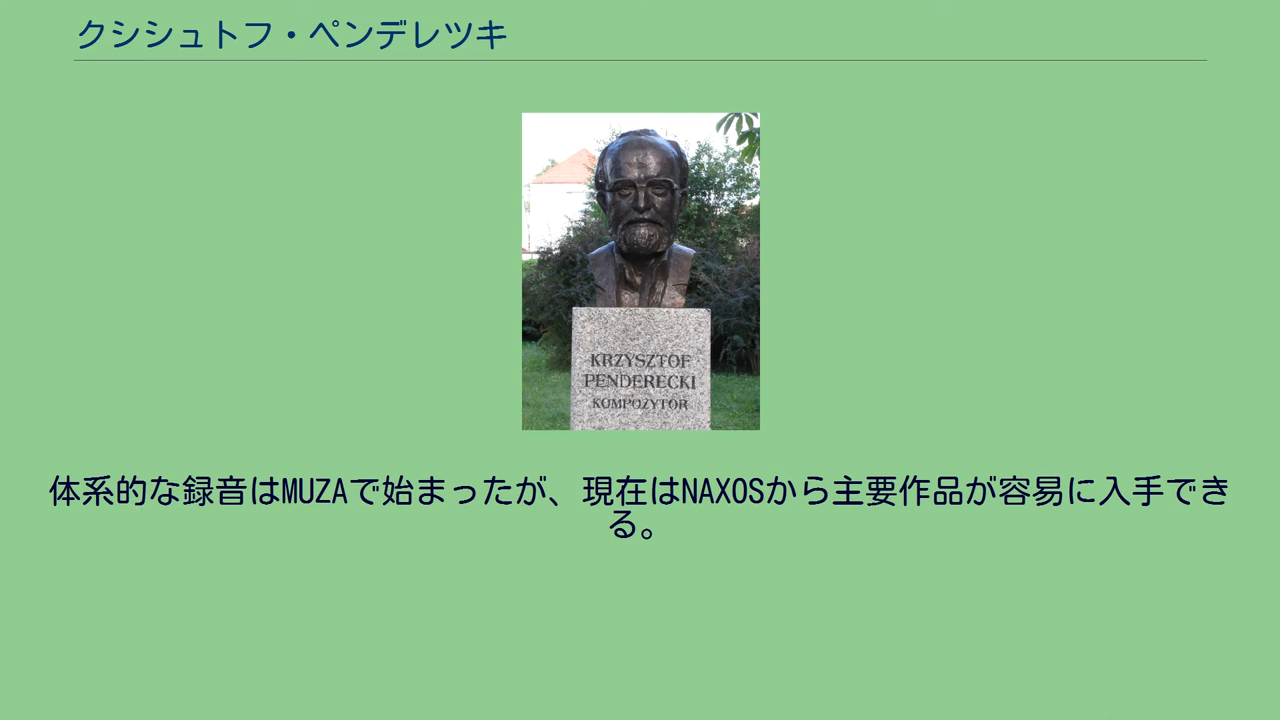 クシシュトフ・ペンデレツキ
KRZYSZTOF
PENDERECKI
KOMPOZYTOR
体系的な録音はMUZAで始まったが、現在はNAXOSから主要作品が容易に入手でき
る。